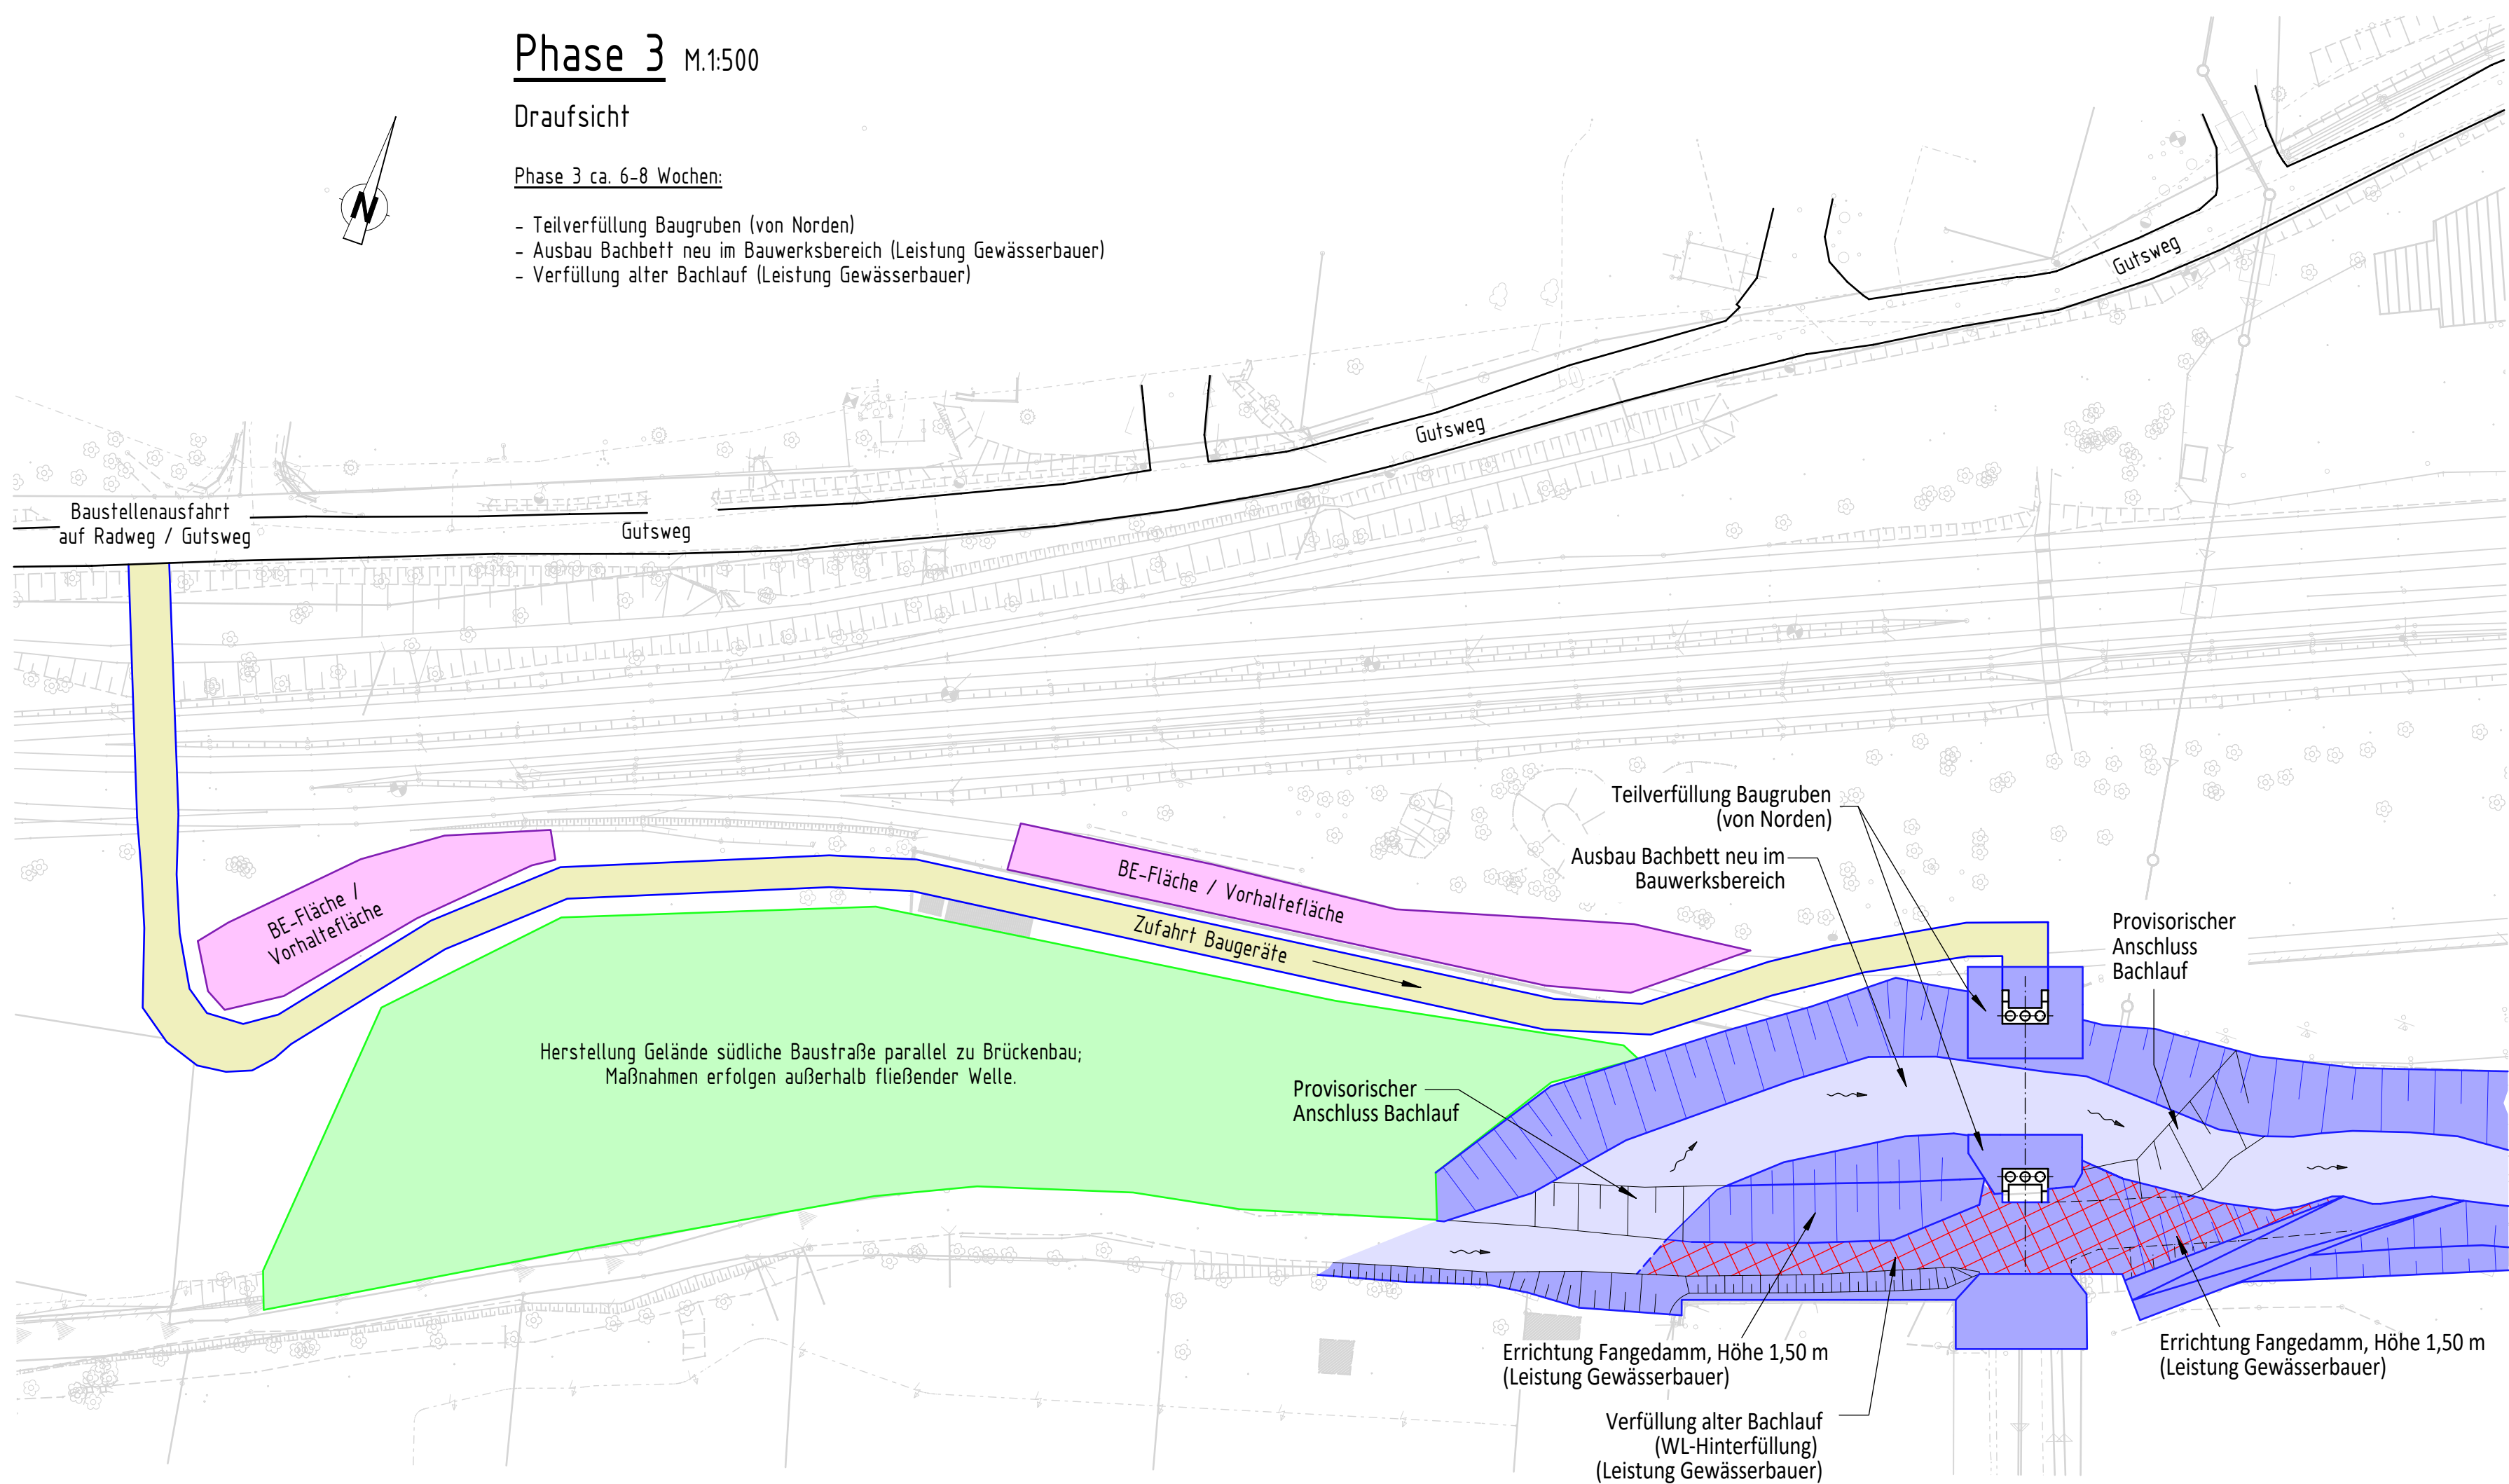 Phase 3 M.1:500
Draufsicht
Phase 3 ca. 6-8 Wochen:
- Teilverfüllung Baugruben (von Norden)
- Ausbau Bachbett neu im Bauwerksbereich (Leistung Gewässerbauer)
- Verfüllung alter Bachlauf (Leistung Gewässerbauer)
N
Gutsweg
Gutsweg
Baustellenausfahrt
auf Radweg / Gutsweg
Gutsweg
Teilverfüllung Baugruben
(von Norden)
Ausbau Bachbett neu im
Bauwerksbereich
BE-Fläche / Vorhaltefläche
BE-Fläche /
Vorhaltefläche
Zufahrt Baugeräte
Provisorischer
Anschluss
Bachlauf
Herstellung Gelände südliche Baustraße parallel zu Brückenbau;
Maßnahmen erfolgen außerhalb fließender Welle.
Provisorischer
Anschluss Bachlauf
Errichtung Fangedamm, Höhe 1,50 m
(Leistung Gewässerbauer)
Errichtung Fangedamm, Höhe 1,50 m
(Leistung Gewässerbauer)
Verfüllung alter Bachlauf
(WL-Hinterfüllung)
(Leistung Gewässerbauer)